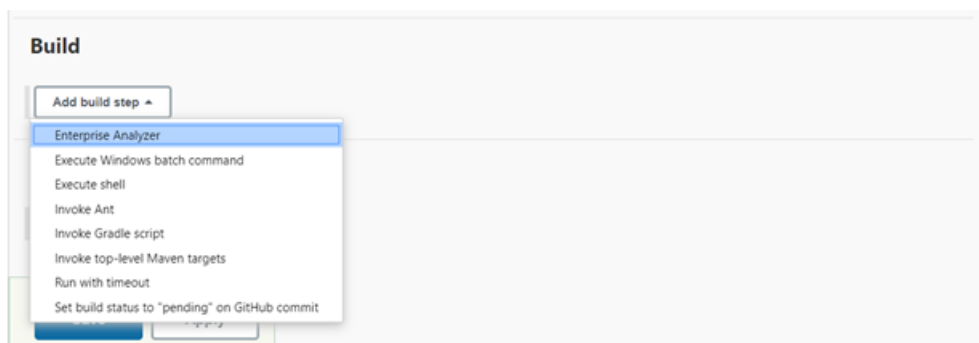 Build
Add build step
Enterprise Analyzer
Execute Windows batch command
Execute shell
Invoke Ant
Invoke Gradle script
Invoke top-level Maven targets
Run with timeout
Set build status to "pending" on GitHub commit